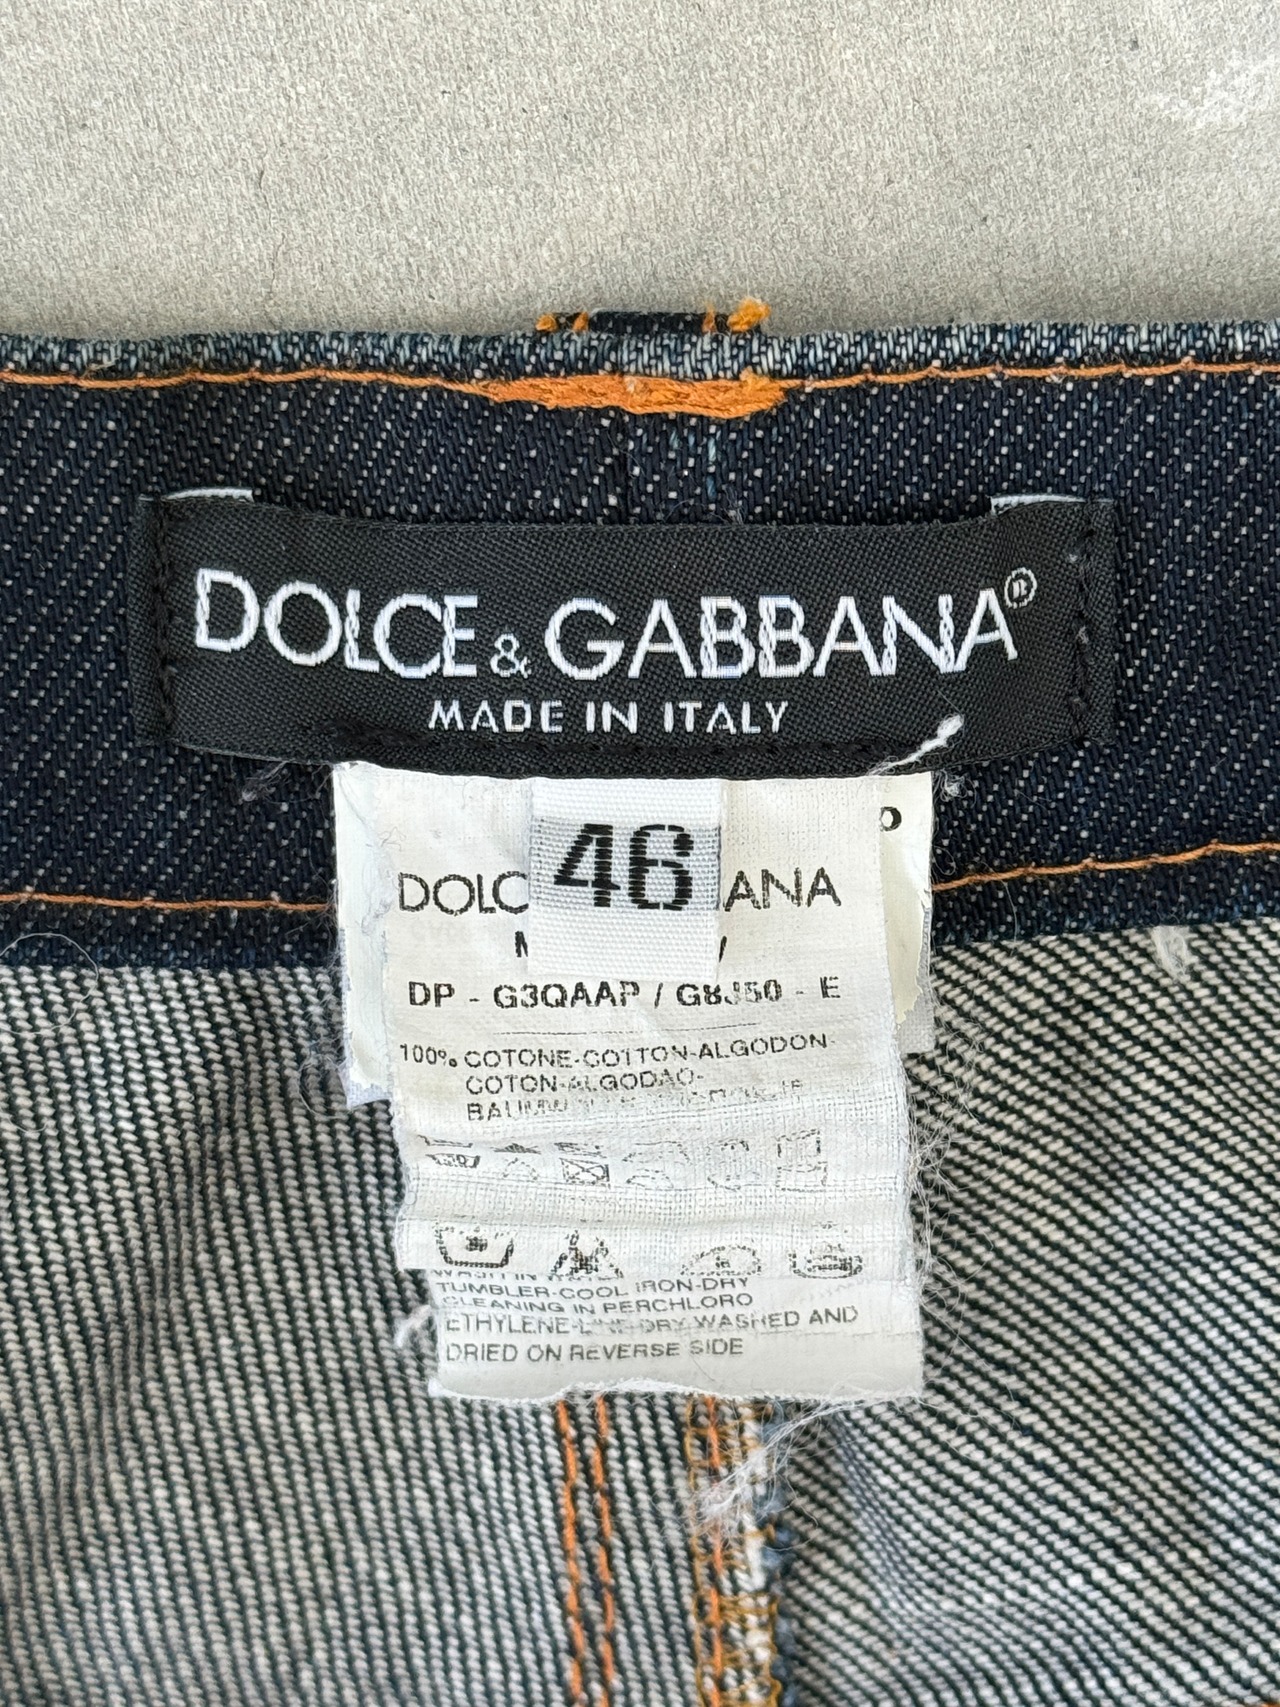 DOLCE & GABBANA®
MADE IN ITALY
46
DOLC ANA
DP - G3QAAP / G8J50 - E
100% COTONE-COTTON-ALGODON-
COTON-ALGODAO-
TUMBLER-COOL IRON-DRY
CLEANING IN PERCHLORO
ETHYLENE- DRY. WASHED AND
DRIED ON REVERSE SIDE